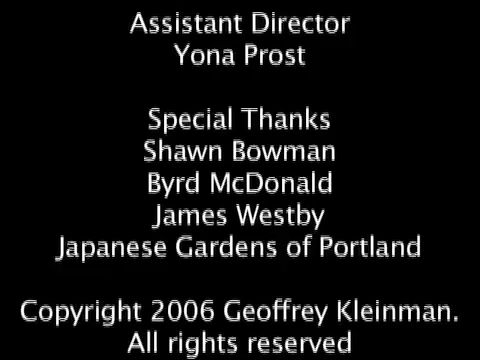 Assistant Director
Yona Prost
Special Thanks
Shawn Bowman
Byrd McDonald
James Westby
Japanese Gardens of Portland
Copyright 2006 Geoffrey Kleinman.
All rights reserved